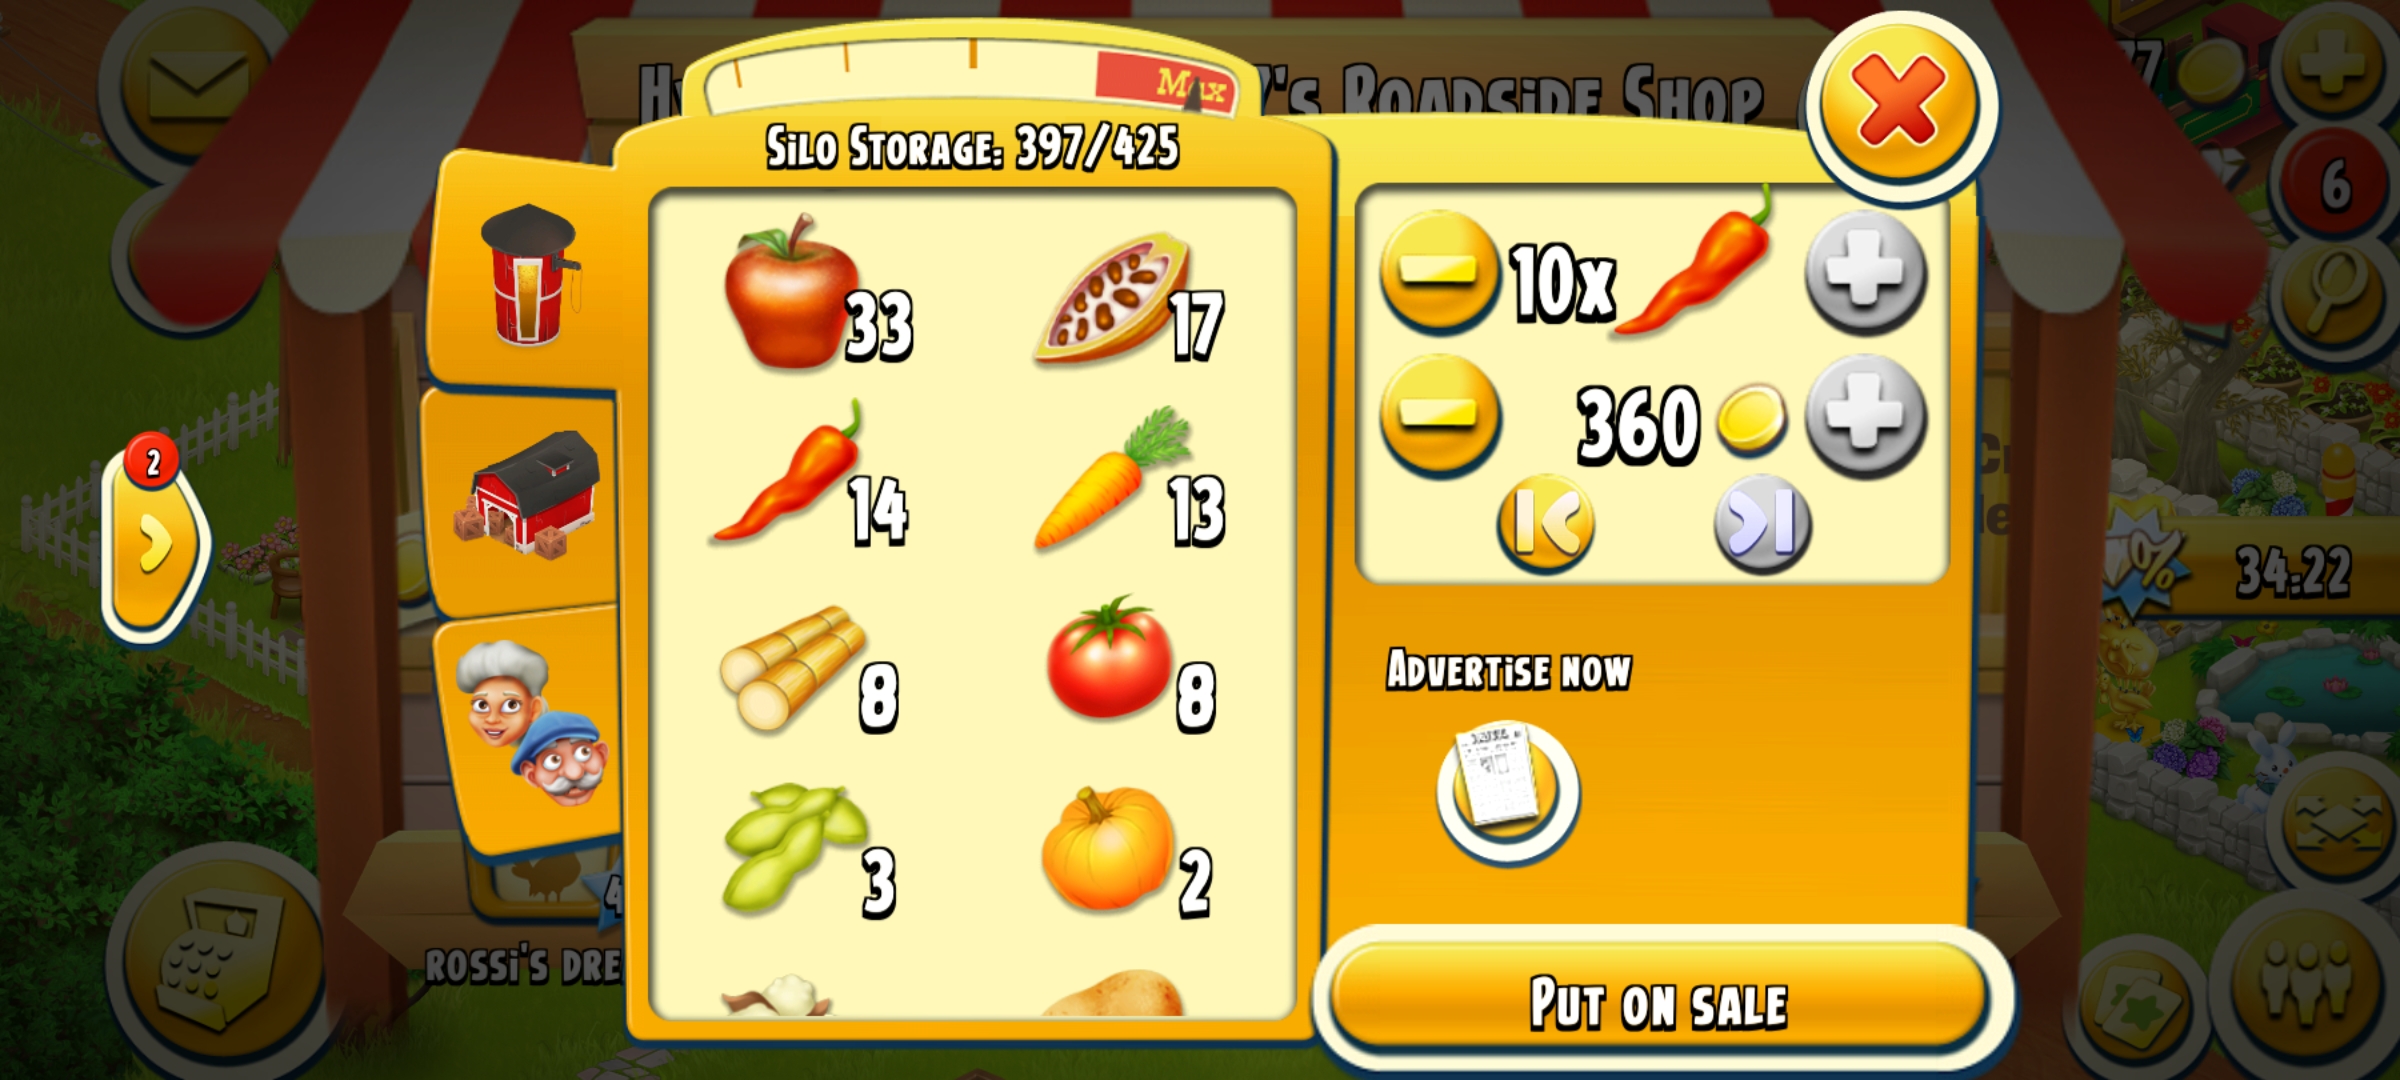 'S ROADSIDE SHOP
Max
SILO STORAGE: 397/425
33
17
14
13
8
8
3
2
10x
360
ADVERTISE NOW
PUT ON SALE
2
6
34:22
ROSSI'S DRE